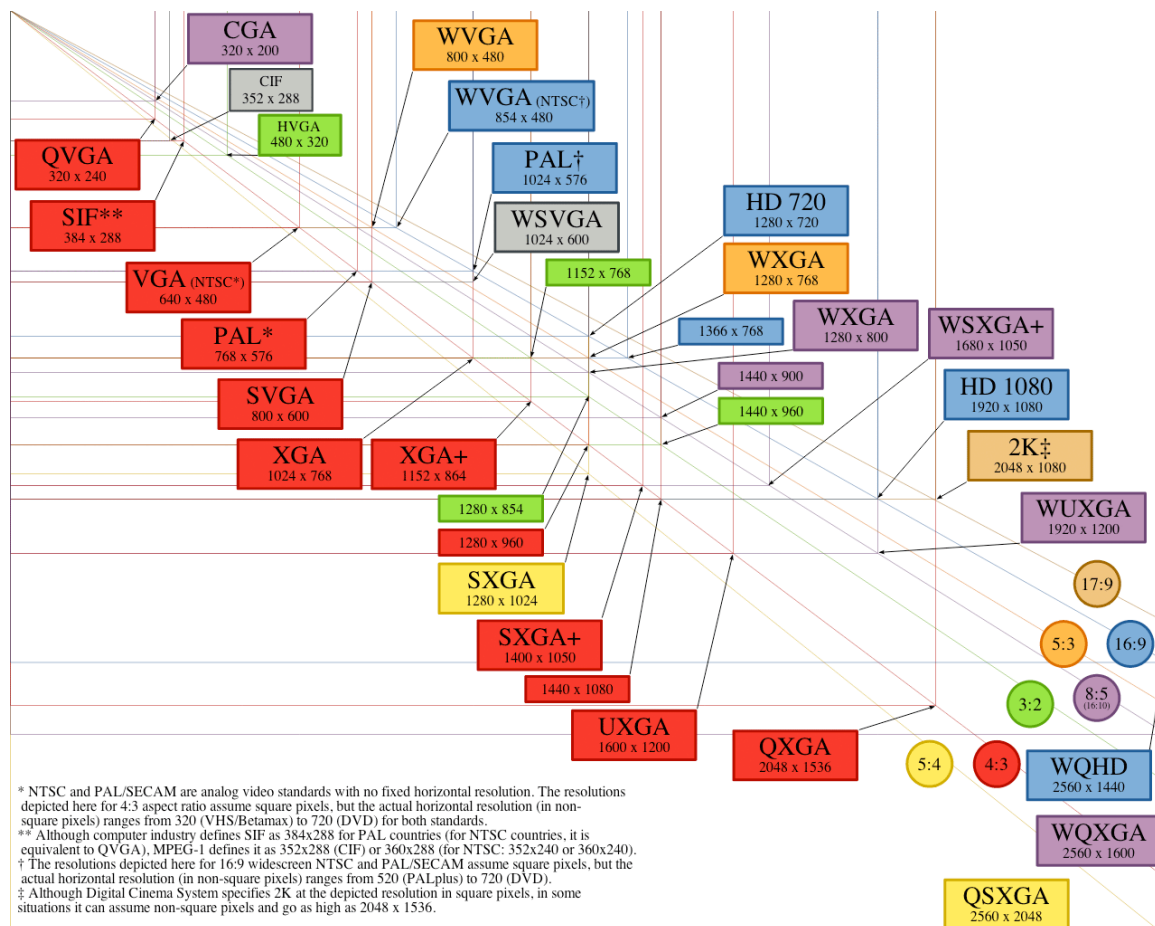 CGA
320 x 200
WVGA
800 x 480
CIF
352 x 288
WVGA (NTSC†)
854 x 480
HVGA
480 x 320
QVGA
320 x 240
PAL†
1024 x 576
HD 720
1280 x 720
SIF**
384 x 288
WSVGA
1024 x 600
WXGA
1280 x 768
VGA (NTSC*)
640 x 480
1152 x 768
WXGA
1280 x 800
WSXGA+
1680 x 1050
PAL*
768 x 576
1366 x 768
SVGA
800 x 600
1440 x 900
HD 1080
1920 x 1080
1440 x 960
XGA
1024 x 768
XGA+
1152 x 864
2K‡
2048 x 1080
1280 x 854
WUXGA
1920 x 1200
1280 x 960
SXGA
1280 x 1024
17:9
SXGA+
1400 x 1050
5:3
16:9
1440 x 1080
3:2
8:5
(16:10)
UXGA
1600 x 1200
QXGA
2048 x 1536
5:4
4:3
WQHD
2560 x 1440
WQXGA
2560 x 1600
QSXGA
2560 x 2048
* NTSC and PAL/SECAM are analog video standards with no fixed horizontal resolution. The resolutions
depicted here for 4:3 aspect ratio assume square pixels, but the actual horizontal resolution (in non-
square pixels) ranges from 320 (VHS/Betamax) to 720 (DVD) for both standards.
** Although computer industry defines SIF as 384x288 for PAL countries (for NTSC countries, it is
equivalent to QVGA), MPEG-1 defines it as 352x288 (CIF) or 360x288 (for NTSC: 352x240 or 360x240).
† The resolutions depicted here for 16:9 widescreen NTSC and PAL/SECAM assume square pixels, but the
actual horizontal resolution (in non-square pixels) ranges from 520 (PALplus) to 720 (DVD).
‡ Although Digital Cinema System specifies 2K at the depicted resolution in square pixels, in some
situations it can assume non-square pixels and go as high as 2048 x 1536.